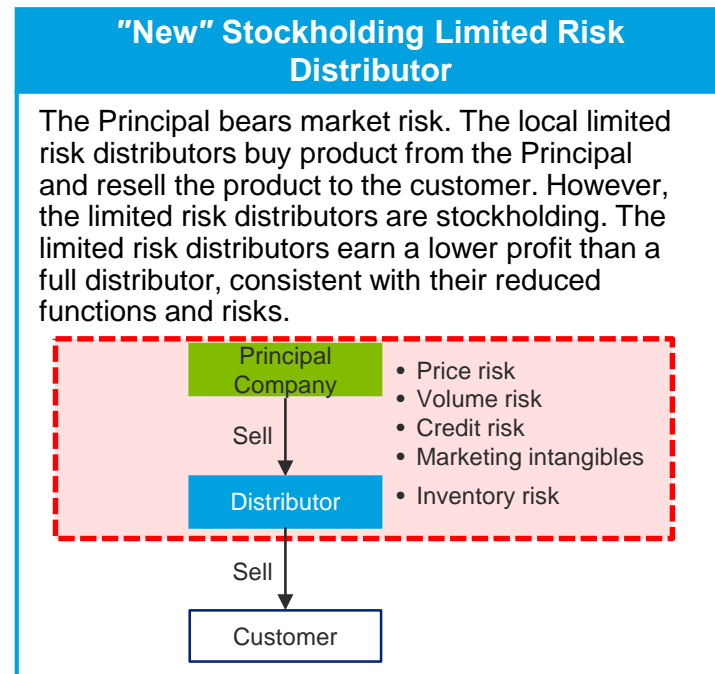 "New" Stockholding Limited Risk
Distributor
The Principal bears market risk. The local limited
risk distributors buy product from the Principal
and resell the product to the customer. However,
the limited risk distributors are stockholding. The
limited risk distributors earn a lower profit than a
full distributor, consistent with their reduced
functions and risks.
Principal
Company
• Price risk
• Volume risk
• Credit risk
• Marketing intangibles
Sell
Distributor
• Inventory risk
Sell
Customer